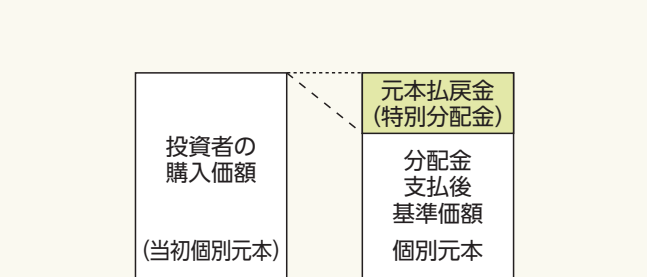 投資者の
購入価額
(当初個別元本)
元本払戻金
(特別分配金)
分配金
支払後
基準価額
個別元本